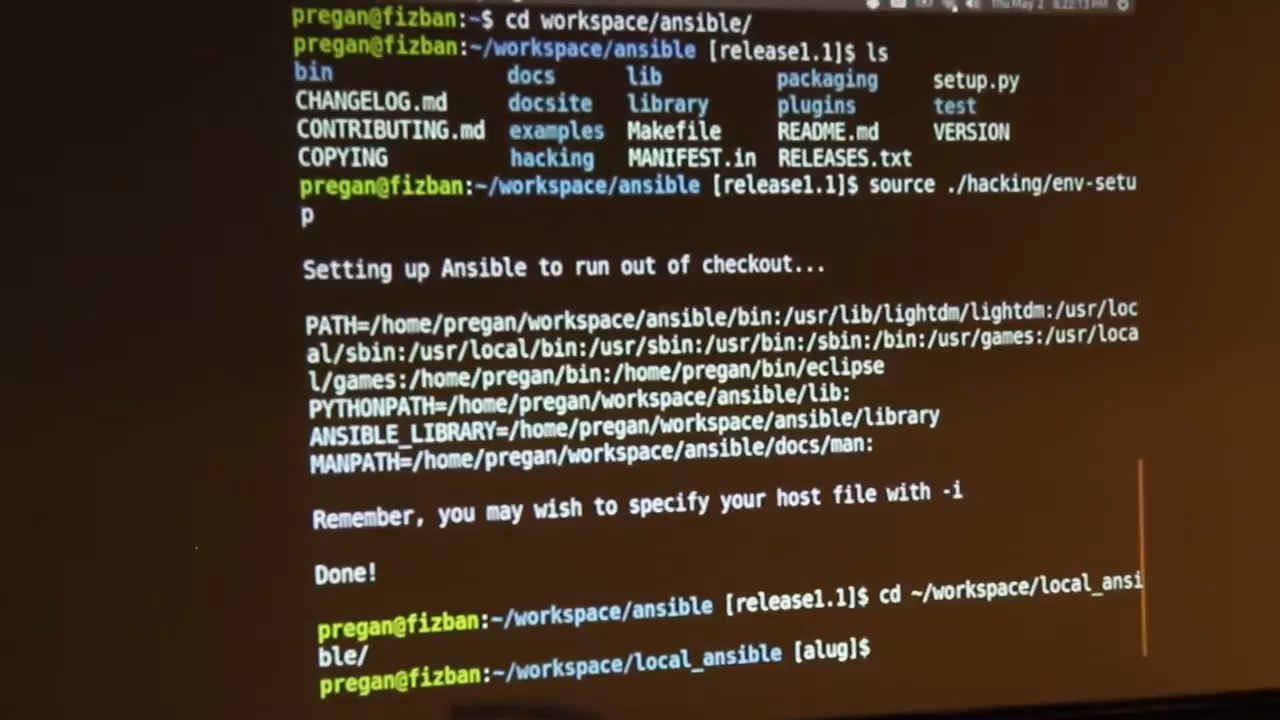 Thu May 2
pregan@fizban:~$ cd workspace/ansible/
pregan@fizban:~/workspace/ansible [release1.1]$ ls
bin docs lib packaging setup.py
CHANGELOG.md docsite library plugins test
CONTRIBUTING.md examples Makefile README.md VERSION
COPYING hacking MANIFEST.in RELEASES.txt
pregan@fizban:~/workspace/ansible [release1.1]$ source ./hacking/env-setu
p
Setting up Ansible to run out of checkout...
PATH=/home/pregan/workspace/ansible/bin:/usr/lib/lightdm/lightdm:/usr/loc
al/sbin:/usr/local/bin:/usr/sbin:/usr/bin:/sbin:/bin:/usr/games:/usr/loca
l/games:/home/pregan/bin:/home/pregan/bin/eclipse
PYTHONPATH=/home/pregan/workspace/ansible/lib:
ANSIBLE_LIBRARY=/home/pregan/workspace/ansible/library
MANPATH=/home/pregan/workspace/ansible/docs/man:
Remember, you may wish to specify your host file with -i
Done!
pregan@fizban:~/workspace/ansible [release1.1]$ cd ~/workspace/local_ansi
ble/
pregan@fizban:~/workspace/local_ansible [alug]$